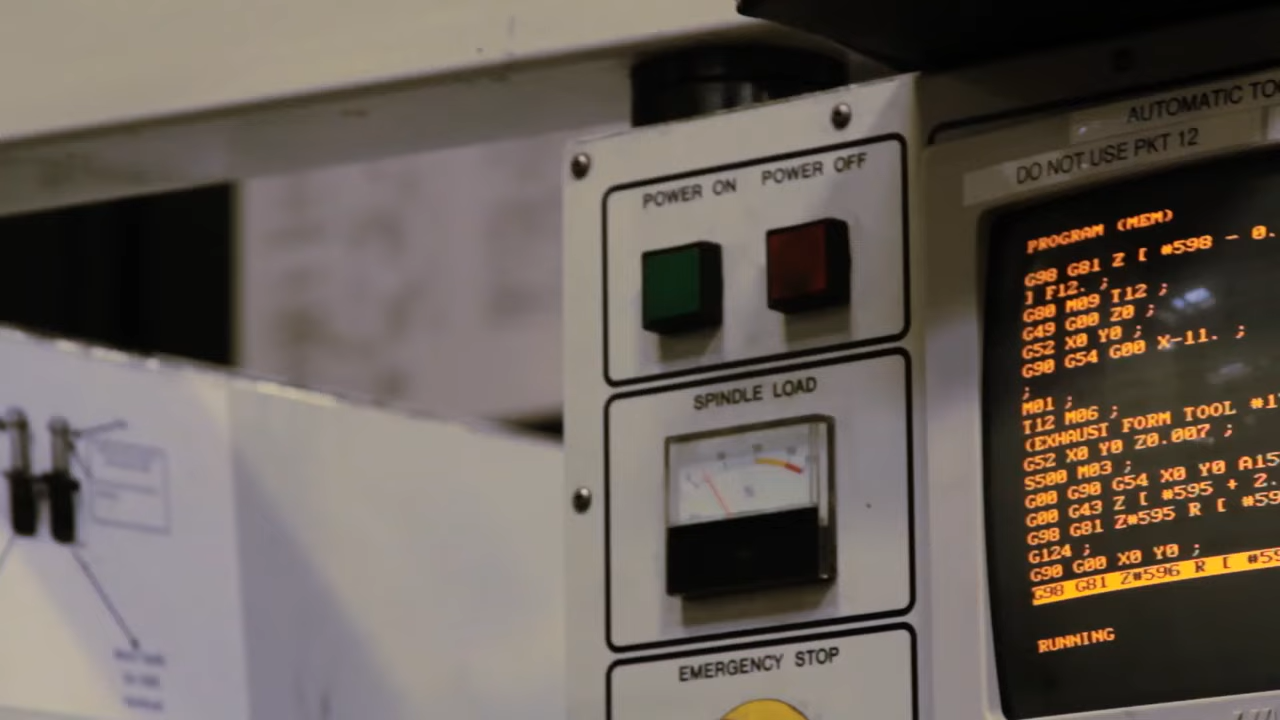 AUTOMATIC TO
DO NOT USE PKT 12
POWER ON POWER OFF
SPINDLE LOAD
EMERGENCY STOP
PROGRAM (MEM)
G98 G81 Z [ #598 - 0.
] F12. ;
G80 M09 T12 ;
G49 G00 Z0 ;
G52 X0 Y0 ;
G90 G54 G00 X-11. ;
;
M01 ;
T12 M06 ;
(EXHAUST FORM TOOL #1
G52 X0 Y0 Z0.007 ;
S500 M03 ;
G00 G90 G54 X0 Y0 A15
G00 G43 Z [ #595 + 2.
G98 G81 Z#595 R [ #59
G124 ;
G90 G00 X0 Y0 ;
G98 G81 Z#596 R [ #59
RUNNING